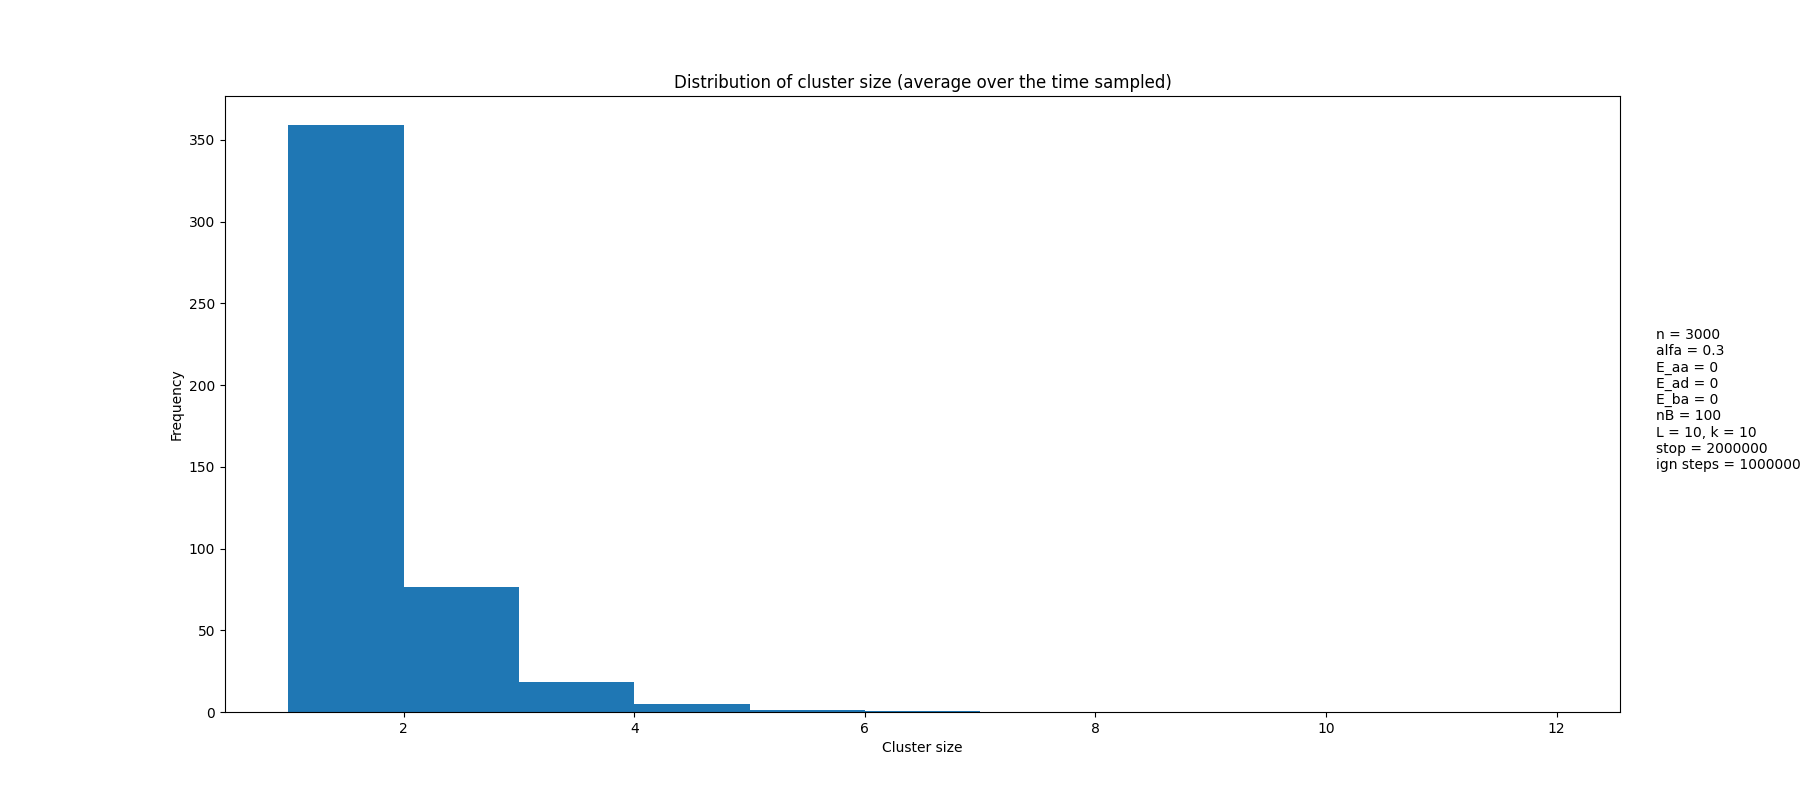 Distribution of cluster size (average over the time sampled)
350
300
250
200
150
100
50
0
Frequency
2 4 6 8 10 12
Cluster size
n = 3000
alfa = 0.3
E_aa = 0
E_ad = 0
E_ba = 0
nB = 100
L = 10, k = 10
stop = 2000000
ign steps = 1000000